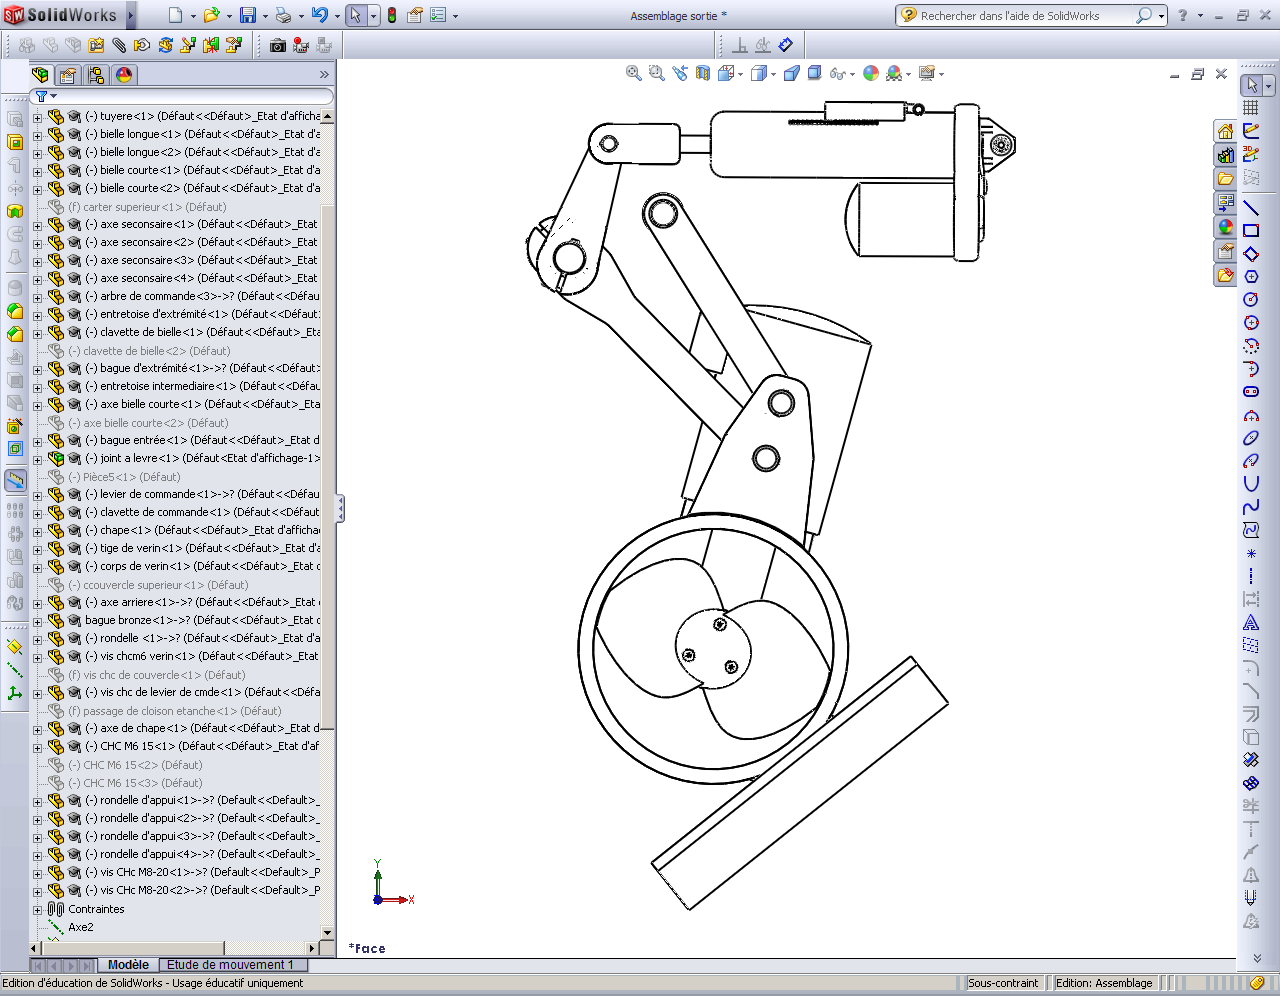 SolidWorks
Assemblage sortie *
Rechercher dans l'aide de SolidWorks
(-) tuyere<1> (Défaut<<Défaut>_Etat d'afficha
(-) bielle longue<1> (Défaut<<Défaut>_Etat d'a
(-) bielle longue<2> (Défaut<<Défaut>_Etat d'a
(-) bielle courte<1> (Défaut<<Défaut>_Etat d'a
(-) bielle courte<2> (Défaut<<Défaut>_Etat d'a
(f) carter superieur<1> (Défaut)
(-) axe seconsaire<1> (Défaut<<Défaut>_Etat
(-) axe seconsaire<2> (Défaut<<Défaut>_Etat
(-) axe seconsaire<3> (Défaut<<Défaut>_Etat
(-) axe seconsaire<4> (Défaut<<Défaut>_Etat
(-) arbre de commande<3>->? (Défaut<<Défau
(-) entretoise d'extrémité<1> (Défaut<<Défaut:
(-) clavette de bielle<1> (Défaut<<Défaut>_Eta
(-) clavette de bielle<2> (Défaut)
(-) bague d'extrémité<1>->? (Défaut<<Défaut>
(-) entretoise intermediaire<1> (Défaut<<Défau
(-) axe bielle courte<1> (Défaut<<Défaut>_Eta
(-) axe bielle courte<2> (Défaut)
(-) bague entrée<1> (Défaut<<Défaut>_Etat d
(-) joint a levre<1> (Défaut<Etat d'affichage-1>
(-) Pièce5<1> (Défaut)
(-) levier de commande<1>->? (Défaut<<Défau
(-) clavette de commande<1> (Défaut<<Défaut
(-) chape<1> (Défaut<<Défaut>_Etat d'afficha
(-) tige de verin<1> (Défaut<<Défaut>_Etat d'a
(-) corps de verin<1> (Défaut<<Défaut>_Etat d
(-) ccouvercle superieur<1> (Défaut)
(-) axe arriere<1>->? (Défaut<<Défaut>_Etat
bague bronze<1>->? (Défaut<<Défaut>_Etat
(-) rondelle <1>->? (Défaut<<Défaut>_Etat d'a
(-) vis chcm6 verin<1> (Défaut<<Défaut>_Etat
(f) vis chc de couvercle<1> (Défaut)
(-) vis chc de levier de cmde<1> (Défaut<<Défa
(f) passage de cloison etanche<1> (Défaut)
(-) axe de chape<1> (Défaut<<Défaut>_Etat d
(-) CHC M6 15<1> (Défaut<<Défaut>_Etat d'af
(-) CHC M6 15<2> (Défaut)
(-) CHC M6 15<3> (Défaut)
(-) rondelle d'appui<1>->? (Default<<Default>_
(-) rondelle d'appui<2>->? (Default<<Default>_
(-) rondelle d'appui<3>->? (Default<<Default>_
(-) rondelle d'appui<4>->? (Default<<Default>_
(-) vis CHc M8-20<1>->? (Default<<Default>_P
(-) vis CHc M8-20<2>->? (Default<<Default>_P
Contraintes
Axe2
Y
X
*Face
Modèle
Etude de mouvement 1
Edition d'éducation de SolidWorks - Usage éducatif uniquement
Sous-contraint
Edition: Assemblage